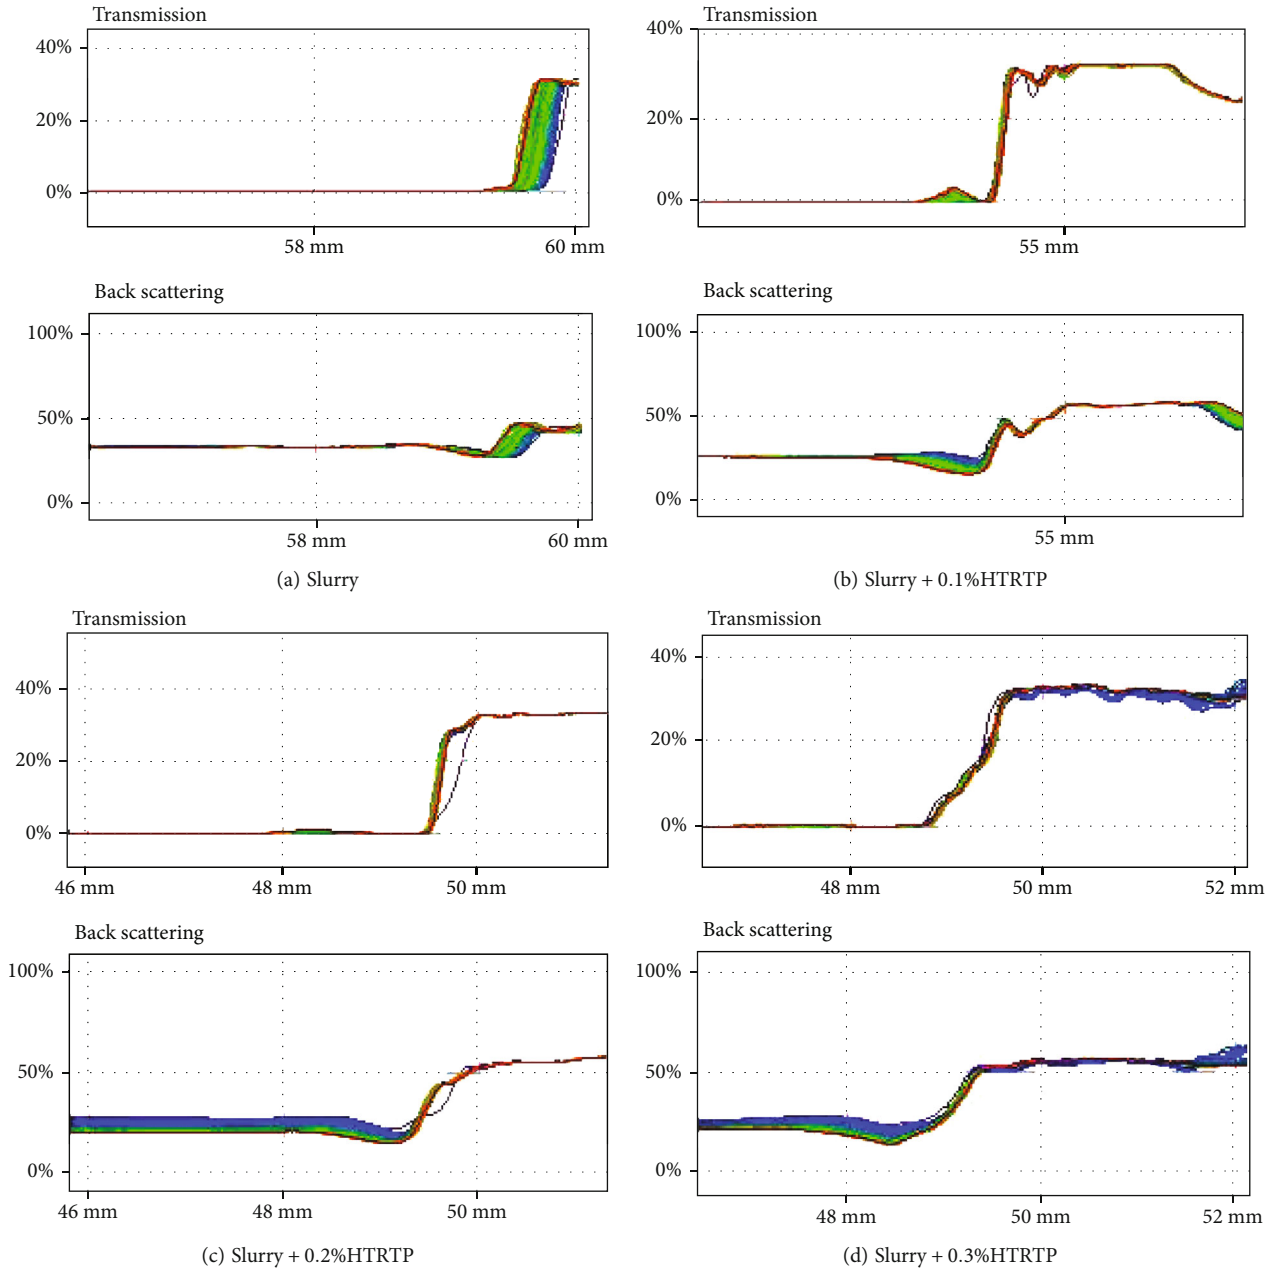 Transmission
40%
20%
0%
58 mm
60 mm
Back scattering
100%
50%
0%
58 mm
60 mm
(a) Slurry
Transmission
40%
20%
0%
55 mm
Back scattering
100%
50%
0%
55 mm
(b) Slurry + 0.1%HTRTP
Transmission
40%
20%
0%
46 mm
48 mm
50 mm
Back scattering
100%
50%
0%
46 mm
48 mm
50 mm
(c) Slurry + 0.2%HTRTP
Transmission
40%
20%
0%
48 mm
50 mm
52 mm
Back scattering
100%
50%
0%
48 mm
50 mm
52 mm
(d) Slurry + 0.3%HTRTP